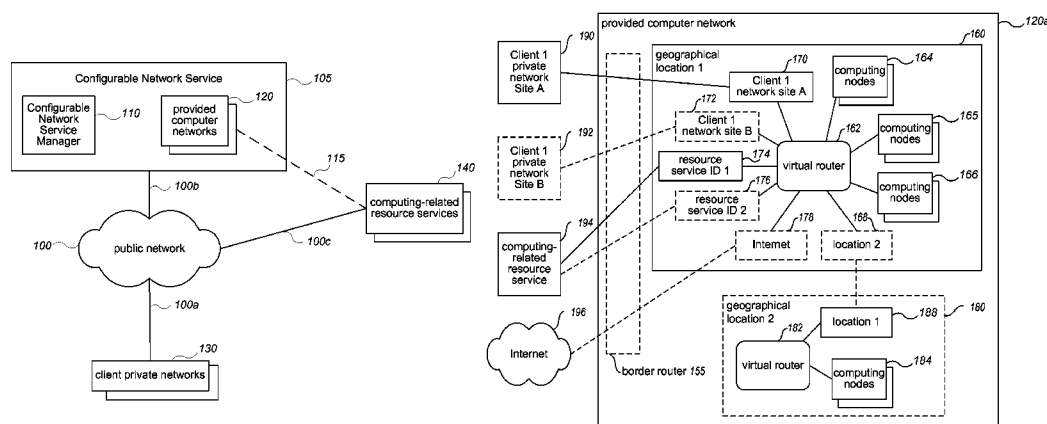 Configurable Network Service
105
Configurable
Network
Service
Manager
110
provided
computer
networks
120
115
140
computing-related
resource services
100b
100
public network
100c
100a
130
client private networks
provided computer network
120a
190
Client 1
private
network
Site A
192
Client 1
private
network
Site B
194
computing-
related
resource
service
196
Internet
border router 155
160
geographical
location 1
170
Client 1
network site A
172
Client 1
network site B
174
resource
service ID 1
176
resource
service ID 2
178
Internet
168
location 2
162
virtual router
164
computing
nodes
165
computing
nodes
166
computing
nodes
180
geographical
location 2
182
virtual router
188
location 1
184
computing
nodes